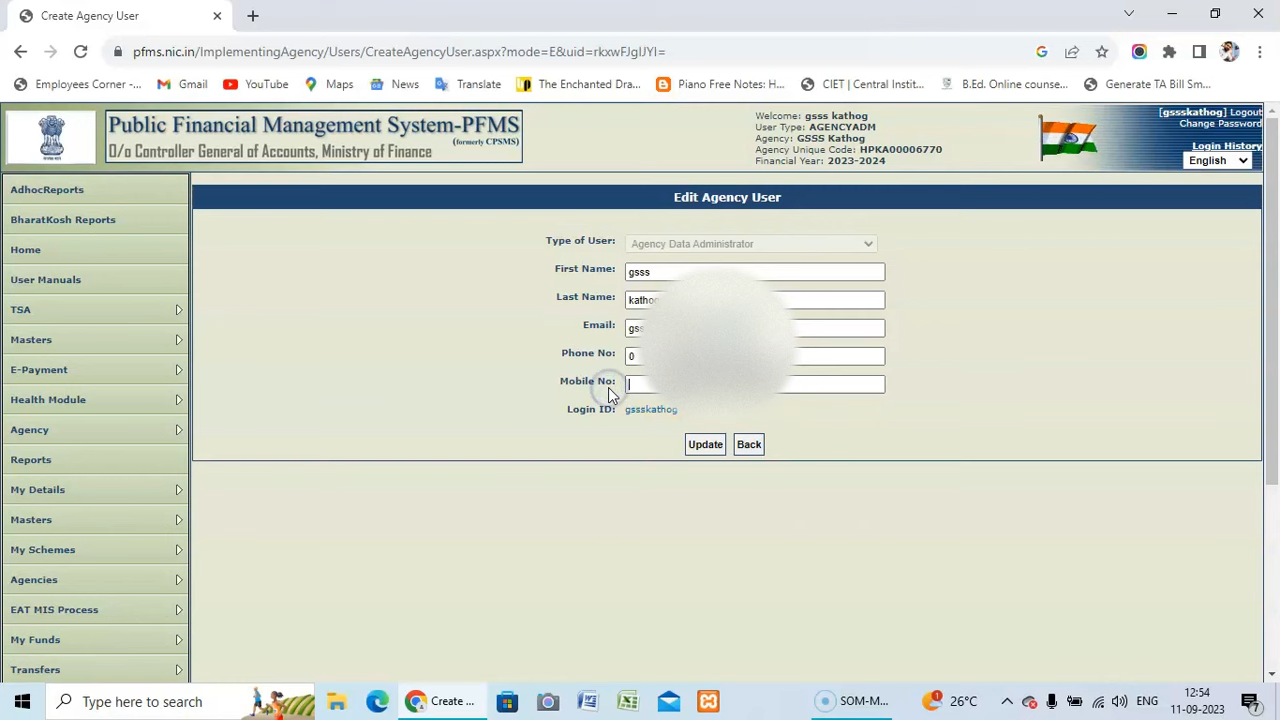 Create Agency User
pfms.nic.in/ImplementingAgency/Users/CreateAgencyUser.aspx?mode=E&uid=rkxwFJglJYI=
Employees Corner -... Gmail YouTube Maps News Translate The Enchanted Dra... Piano Free Notes: H... CIET | Central Instit... B.Ed. Online counse... Generate TA Bill Sm...
Public Financial Management System-PFMS
(formerly CPSMS)
O/o Controller General of Accounts, Ministry of Finance
Welcome: gsss kathog
User Type: AGENCYADM
Agency: GSSS Kathog
Agency Unique Code: HPKA00006770
Financial Year: 2023-2024
[gssskathog] Logout
Change Password
Login History
English
AdhocReports
BharatKosh Reports
Home
User Manuals
TSA
Masters
E-Payment
Health Module
Agency
Reports
My Details
Masters
My Schemes
Agencies
EAT MIS Process
My Funds
Transfers
Edit Agency User
Type of User: Agency Data Administrator
First Name: gsss
Last Name:
Email:
Phone No: 0
Mobile No:
Login ID: gssskathog
Update Back
Type here to search
Create ...
SOM-M...
1
26°C
ENG
12:54
11-09-2023
7